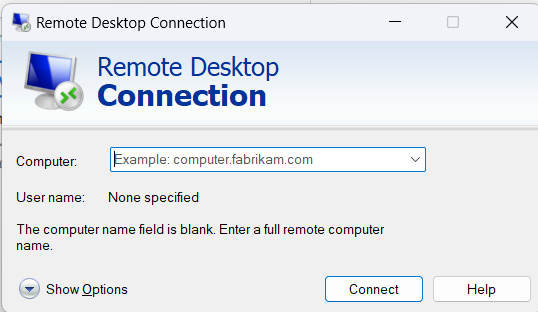 Remote Desktop Connection
Remote Desktop
Connection
Computer:
Example: computer.fabrikam.com
User name:
None specified
The computer name field is blank. Enter a full remote computer
name.
Show Options
Connect
Help